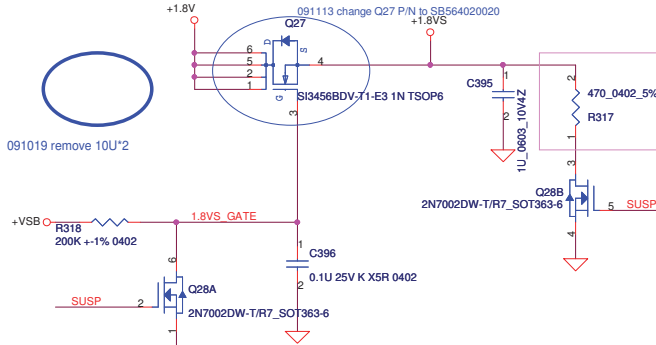 091113 change Q27 P/N to SB564020020
+1.8V
Q27
+1.8VS
D
S
6
5
2
1
4
G
3
SI3456BDV-T1-E3 1N TSOP6
C395
1
2
1U_0603_10V4Z
2
470_0402_5%
R317
1
091019 remove 10U*2
3
Q28B
2N7002DW-T/R7_SOT363-6
5
SUSP
4
+VSB
R318
200K +-1% 0402
1.8VS_GATE
1
C396
0.1U 25V K X5R 0402
2
6
Q28A
SUSP
2
2N7002DW-T/R7_SOT363-6
1